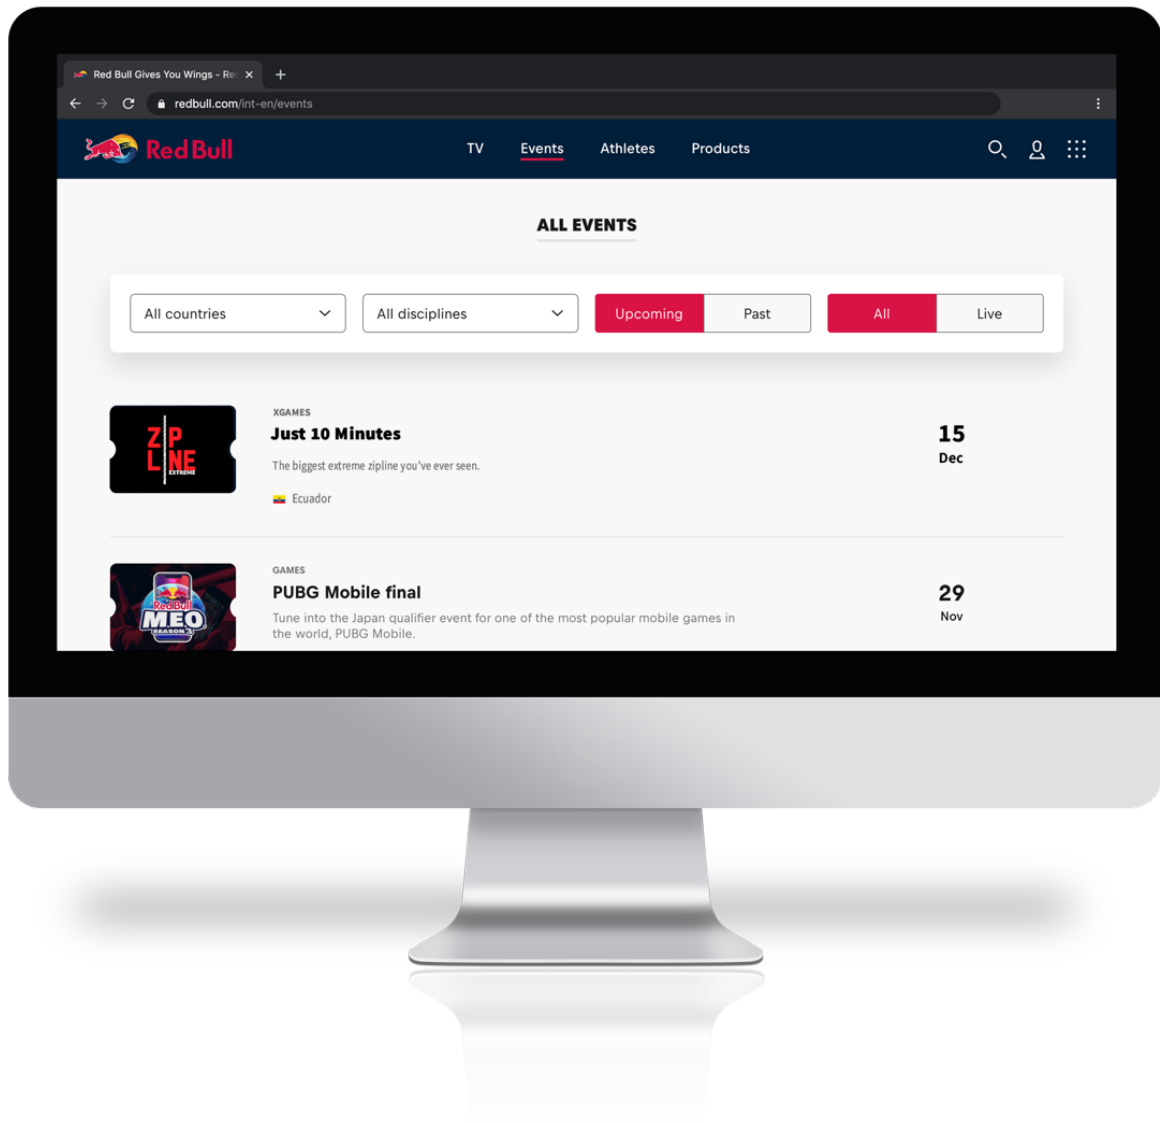 Red Bull Gives You Wings - Re
redbull.com/int-en/events
Red Bull
TV
Events
Athletes
Products
ALL EVENTS
All countries
All disciplines
Upcoming
Past
All
Live
ZIPLINE
EXTREME
XGAMES
Just 10 Minutes
The biggest extreme zipline you've ever seen.
Ecuador
15
Dec
Red Bull
M.E.O.
SEASON 3
GAMES
PUBG Mobile final
Tune into the Japan qualifier event for one of the most popular mobile games in
the world, PUBG Mobile.
29
Nov